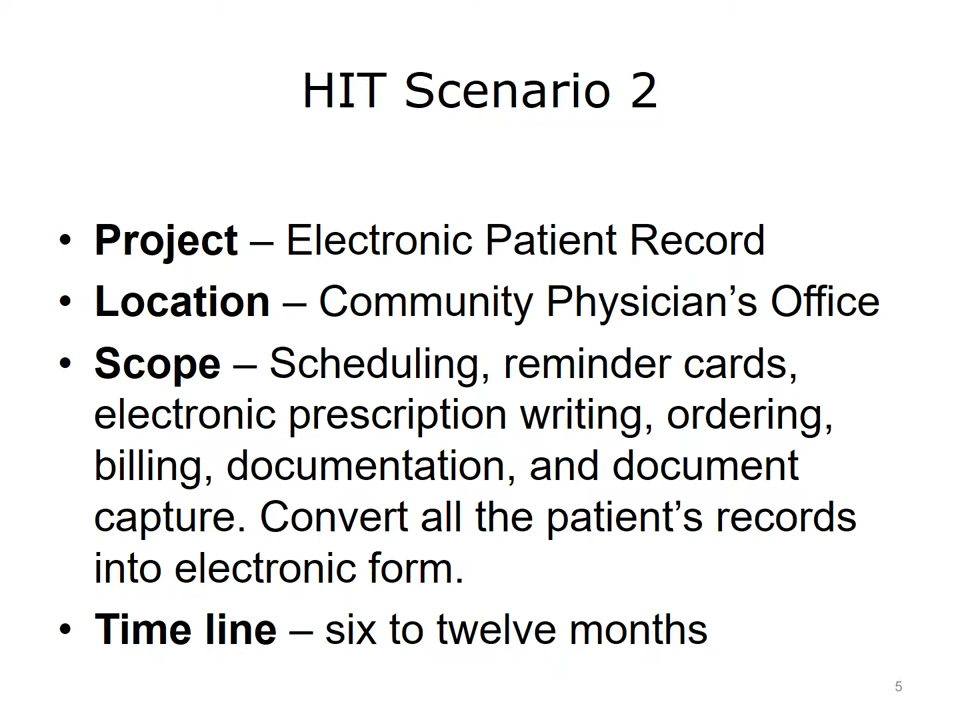 HIT Scenario 2
• Project – Electronic Patient Record
• Location – Community Physician’s Office
• Scope – Scheduling, reminder cards,
electronic prescription writing, ordering,
billing, documentation, and document
capture. Convert all the patient’s records
into electronic form.
• Time line – six to twelve months
5